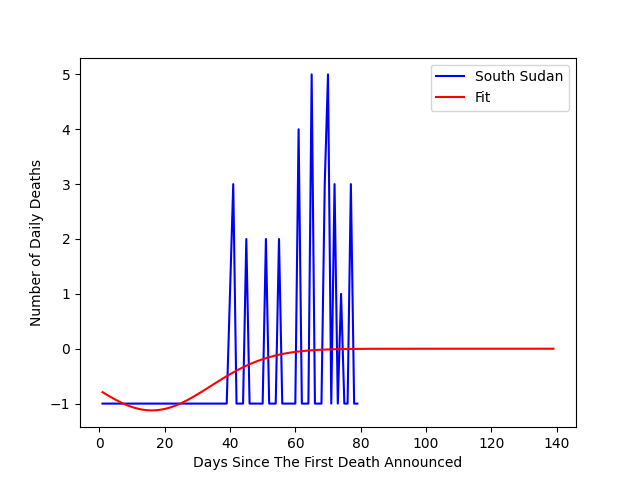 South Sudan
Fit
Number of Daily Deaths
5
4
3
2
1
0
−1
0 20 40 60 80 100 120 140
Days Since The First Death Announced